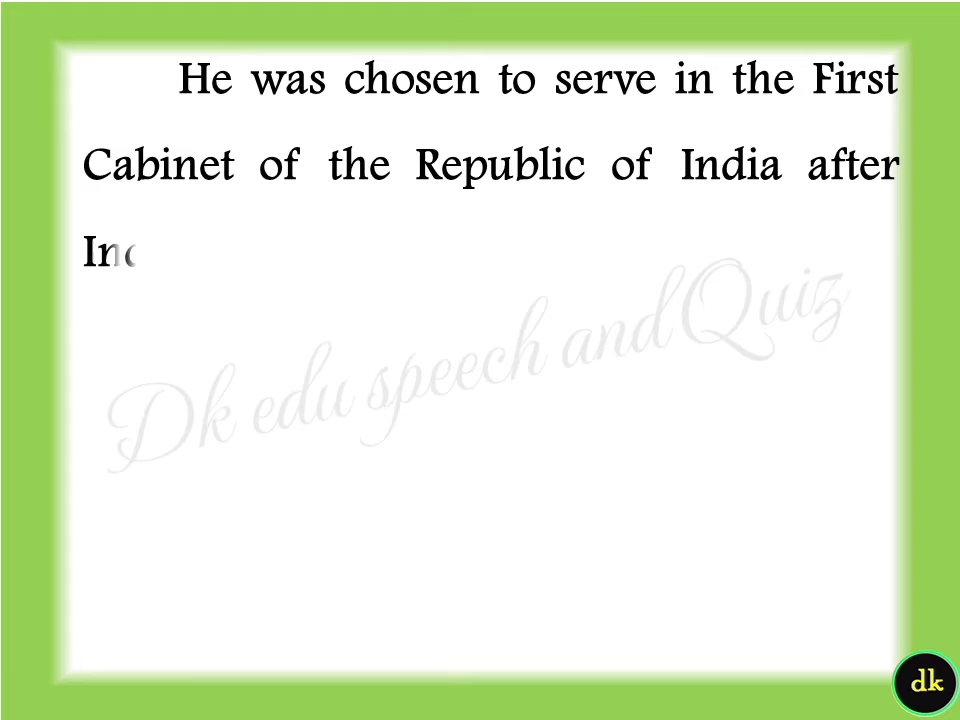 He was chosen to serve in the First
Cabinet of the Republic of India after
Dk edu speech and Quiz
dk